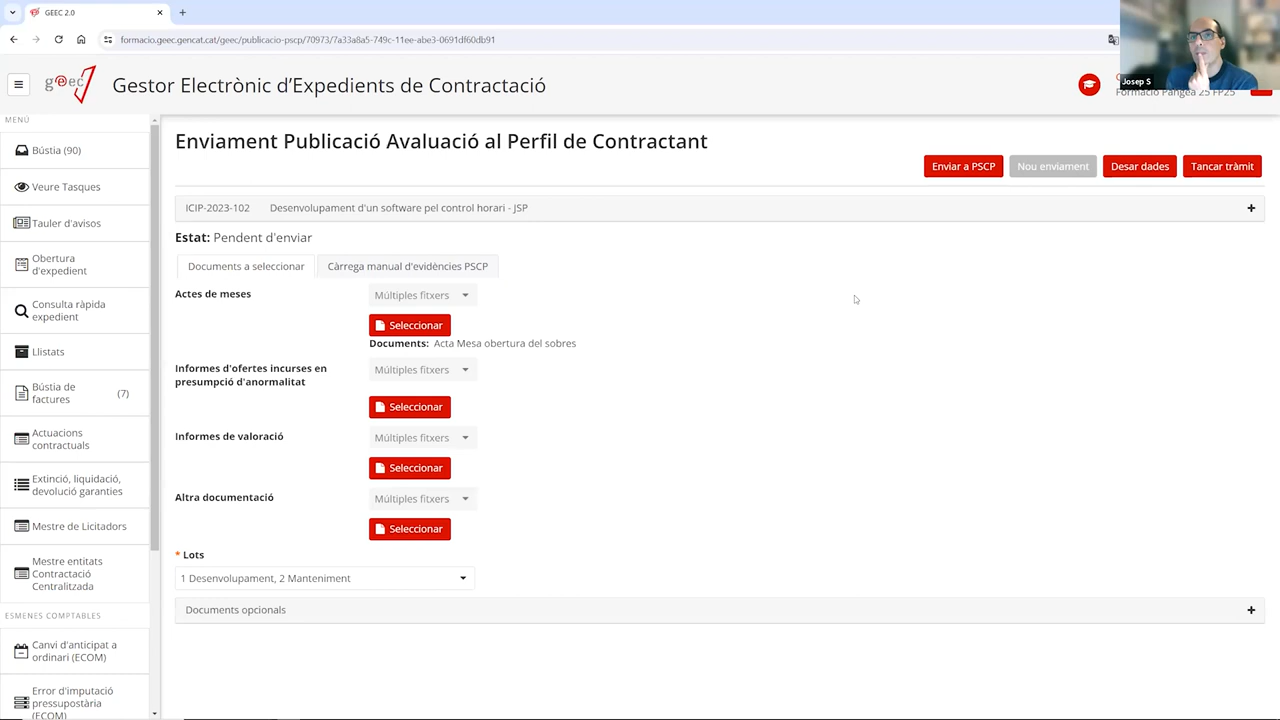 GEEC 2.0
formacio.geec.gencat.cat/geec/publicacio-pscp/70973/7a33a8a5-749c-11ee-abe3-0691df60db91
geec
Gestor Electrònic d'Expedients de Contractació
Josep S
Formació Pangea 25 FP25
MENÚ
Bústia (90)
Veure Tasques
Tauler d'avisos
Obertura
d'expedient
Consulta ràpida
expedient
Llistats
Bústia de
factures
(7)
Actuacions
contractuals
Extinció, liquidació,
devolució garanties
Mestre de Licitadors
Mestre entitats
Contractació
Centralitzada
ESMENES COMPTABLES
Canvi d'anticipat a
ordinari (ECOM)
Error d'imputació
pressupostària
(ECOM)
Enviament Publicació Avaluació al Perfil de Contractant
Enviar a PSCP
Nou enviament
Desar dades
Tancar tràmit
ICIP-2023-102 Desenvolupament d'un software pel control horari - JSP
Estat: Pendent d'enviar
Documents a seleccionar
Càrrega manual d'evidències PSCP
Actes de meses
Múltiples fitxers
Seleccionar
Documents: Acta Mesa obertura del sobres
Informes d'ofertes incurses en
presumpció d'anormalitat
Múltiples fitxers
Seleccionar
Informes de valoració
Múltiples fitxers
Seleccionar
Altra documentació
Múltiples fitxers
Seleccionar
* Lots
1 Desenvolupament, 2 Manteniment
Documents opcionals